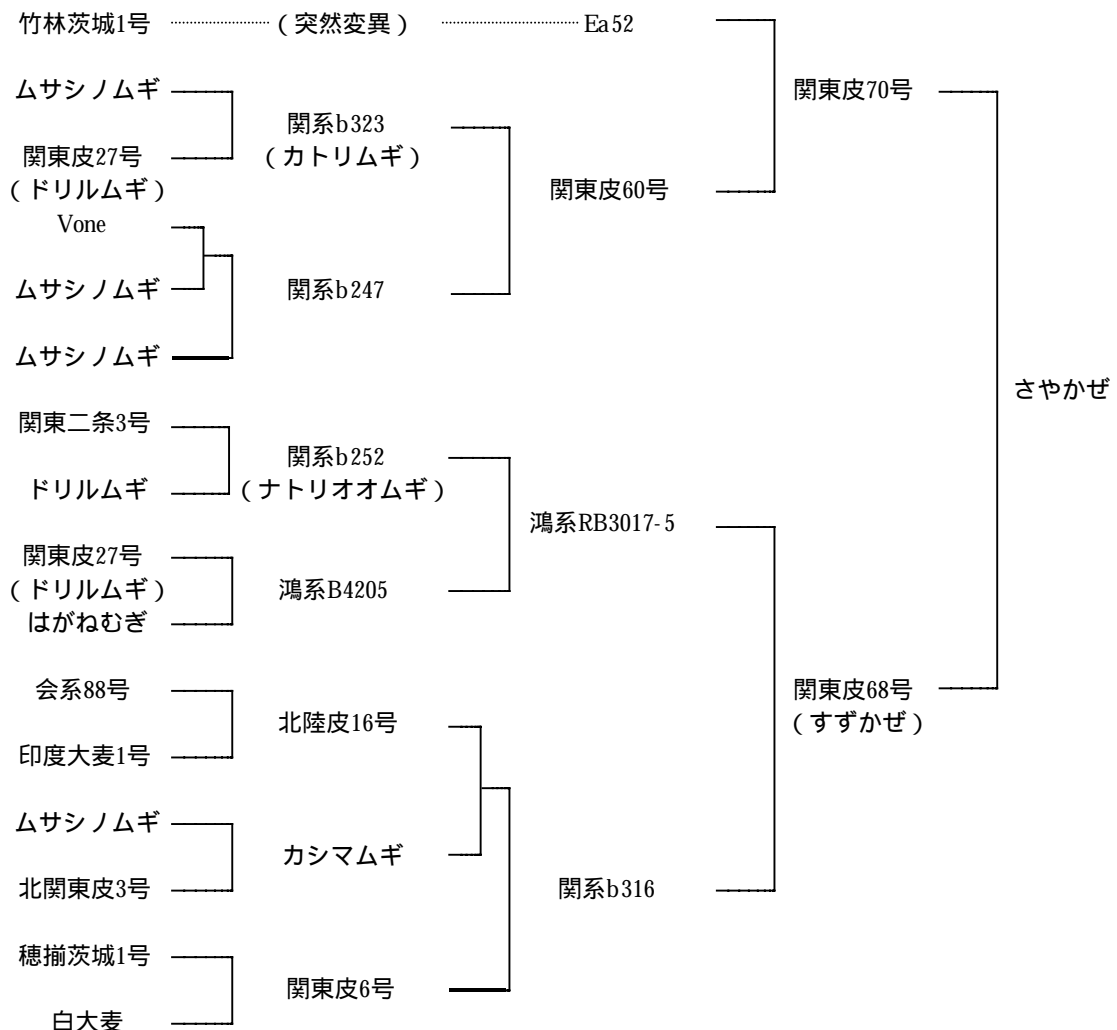 竹林茨城1号 (突然変異) Ea52
ムサシノムギ
関東皮70号
関系b323
(カトリムギ)
関東皮27号
(ドリルムギ)
関東皮60号
Vone
ムサシノムギ
関系b247
ムサシノムギ
さやかぜ
関東二条3号
関系b252
(ナトリオオムギ)
ドリルムギ
鴻系RB3017-5
関東皮27号
(ドリルムギ)
鴻系B4205
はがねむぎ
会系88号
関東皮68号
(すずかぜ)
北陸皮16号
印度大麦1号
ムサシノムギ
カシマムギ
北関東皮3号
関系b316
穂揃茨城1号
関東皮6号
白大麦